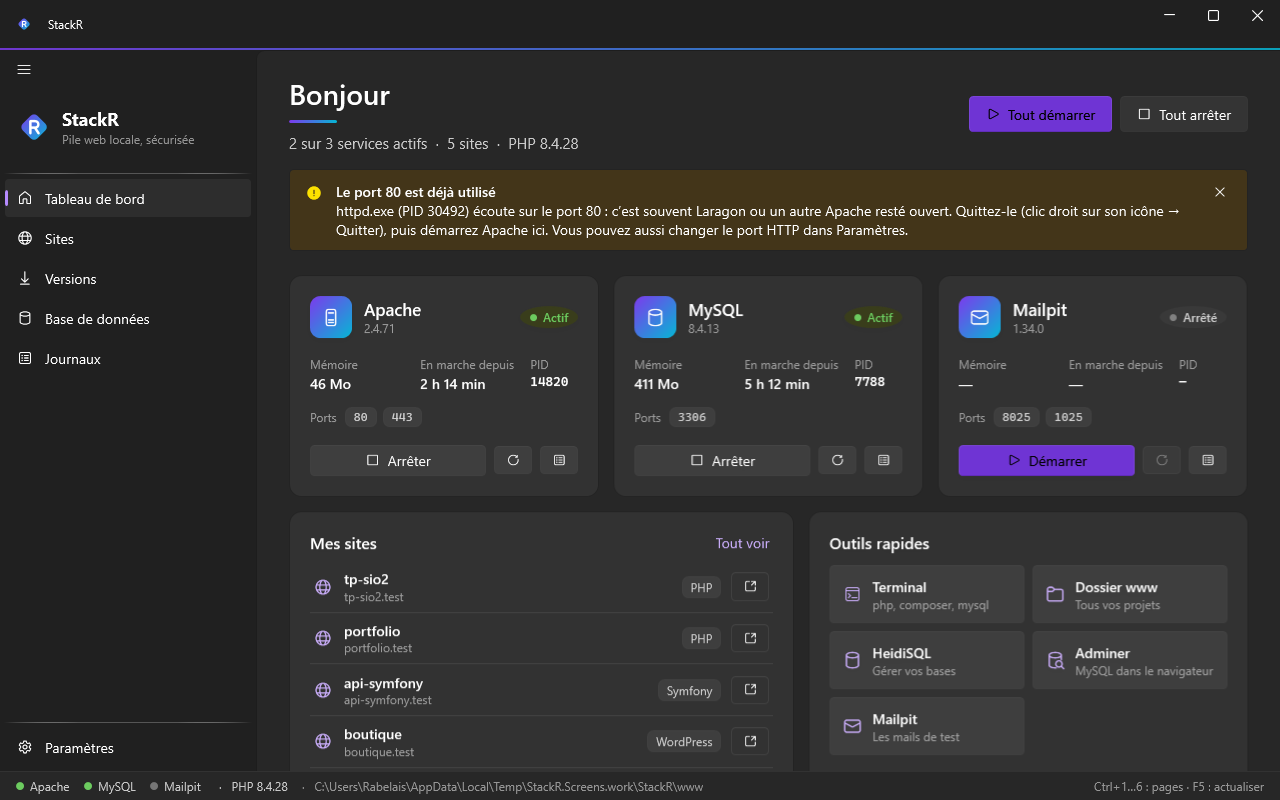 StackR
StackR
Pile web locale, sécurisée
Tableau de bord
Sites
Versions
Base de données
Journaux
Paramètres
Bonjour
2 sur 3 services actifs · 5 sites · PHP 8.4.28
Tout démarrer
Tout arrêter
Le port 80 est déjà utilisé
httpd.exe (PID 30492) écoute sur le port 80 : c’est souvent Laragon ou un autre Apache resté ouvert. Quittez-le (clic droit sur son icône →
Quitter), puis démarrez Apache ici. Vous pouvez aussi changer le port HTTP dans Paramètres.
Apache
2.4.71
Actif
Mémoire En marche depuis PID
46 Mo 2 h 14 min 14820
Ports 80 443
Arrêter
MySQL
8.4.13
Actif
Mémoire En marche depuis PID
411 Mo 5 h 12 min 7788
Ports 3306
Arrêter
Mailpit
1.34.0
Arrêté
Mémoire En marche depuis PID
— — –
Ports 8025 1025
Démarrer
Mes sites
Tout voir
tp-sio2
tp-sio2.test
PHP
portfolio
portfolio.test
PHP
api-symfony
api-symfony.test
Symfony
boutique
boutique.test
WordPress
Outils rapides
Terminal
php, composer, mysql
Dossier www
Tous vos projets
HeidiSQL
Gérer vos bases
Adminer
MySQL dans le navigateur
Mailpit
Les mails de test
Apache MySQL Mailpit · PHP 8.4.28 · C:\Users\Rabelais\AppData\Local\Temp\StackR.Screens.work\StackR\www
Ctrl+1…6 : pages · F5 : actualiser